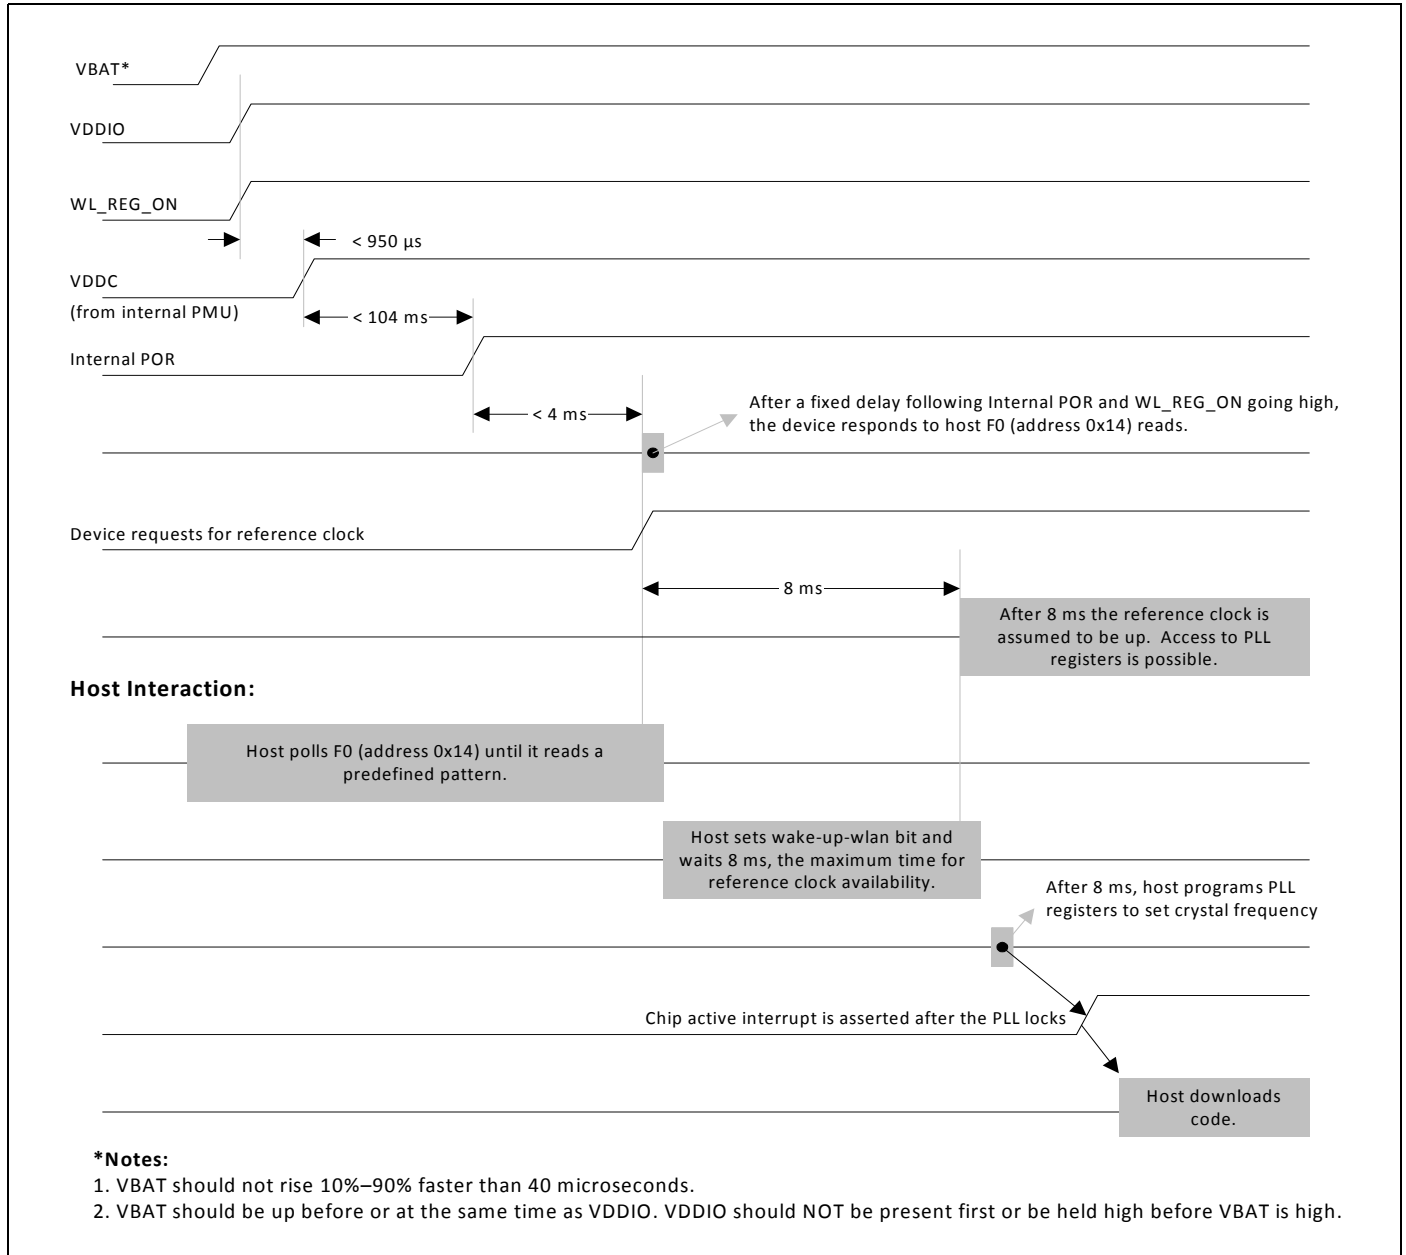 VBAT*
VDDIO
WL_REG_ON
< 950 µs
VDDC
(from internal PMU)
< 104 ms
Internal POR
< 4 ms
After a fixed delay following Internal POR and WL_REG_ON going high,
the device responds to host F0 (address 0x14) reads.
Device requests for reference clock
8 ms
After 8 ms the reference clock is
assumed to be up. Access to PLL
registers is possible.
Host Interaction:
Host polls F0 (address 0x14) until it reads a
predefined pattern.
Host sets wake-up-wlan bit and
waits 8 ms, the maximum time for
reference clock availability.
After 8 ms, host programs PLL
registers to set crystal frequency
Chip active interrupt is asserted after the PLL locks
Host downloads
code.
*Notes:
1. VBAT should not rise 10%–90% faster than 40 microseconds.
2. VBAT should be up before or at the same time as VDDIO. VDDIO should NOT be present first or be held high before VBAT is high.